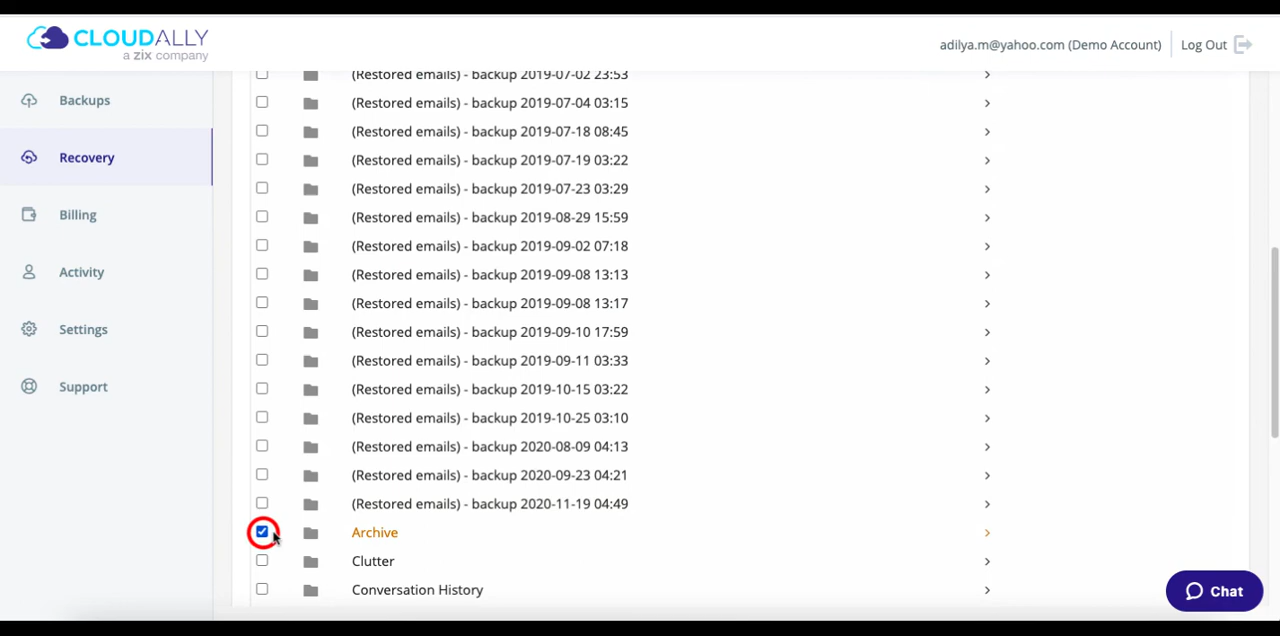 CLOUDALLY
a zix company
adilya.m@yahoo.com (Demo Account)
Log Out
Backups
Recovery
Billing
Activity
Settings
Support
(Restored emails) - backup 2019-07-02 23:53
(Restored emails) - backup 2019-07-04 03:15
(Restored emails) - backup 2019-07-18 08:45
(Restored emails) - backup 2019-07-19 03:22
(Restored emails) - backup 2019-07-23 03:29
(Restored emails) - backup 2019-08-29 15:59
(Restored emails) - backup 2019-09-02 07:18
(Restored emails) - backup 2019-09-08 13:13
(Restored emails) - backup 2019-09-08 13:17
(Restored emails) - backup 2019-09-10 17:59
(Restored emails) - backup 2019-09-11 03:33
(Restored emails) - backup 2019-10-15 03:22
(Restored emails) - backup 2019-10-25 03:10
(Restored emails) - backup 2020-08-09 04:13
(Restored emails) - backup 2020-09-23 04:21
(Restored emails) - backup 2020-11-19 04:49
Archive
Clutter
Conversation History
Chat